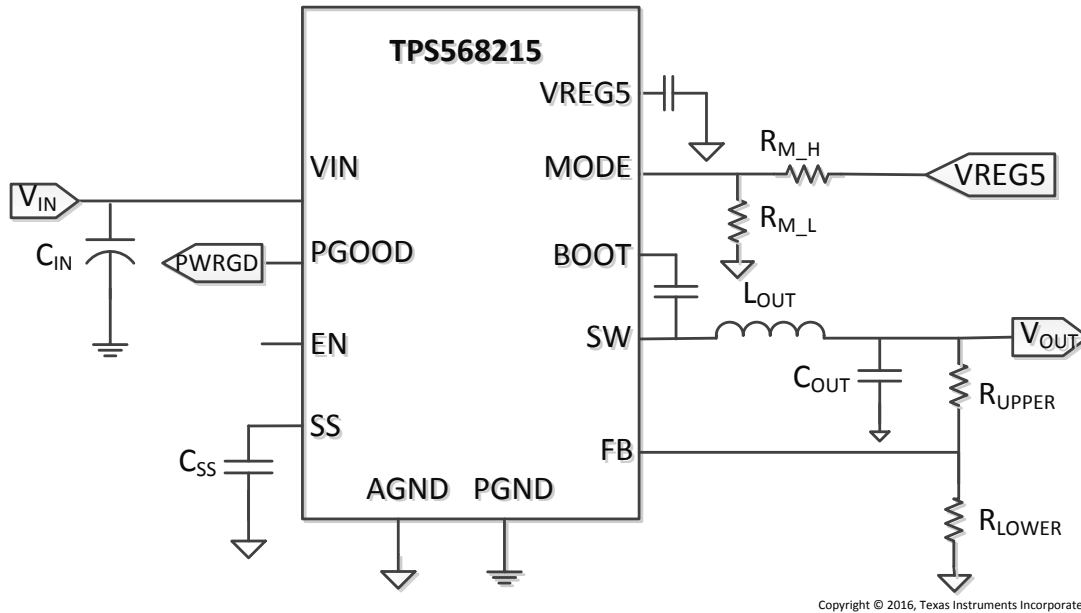 TPS568215
VREG5
VIN
MODE
R_M_H
VREG5
V_IN
R_M_L
C_IN
PWRGD
PGOOD
BOOT
L_OUT
EN
SW
V_OUT
C_OUT
R_UPPER
SS
FB
C_SS
AGND
PGND
R_LOWER
Copyright © 2016, Texas Instruments Incorporate